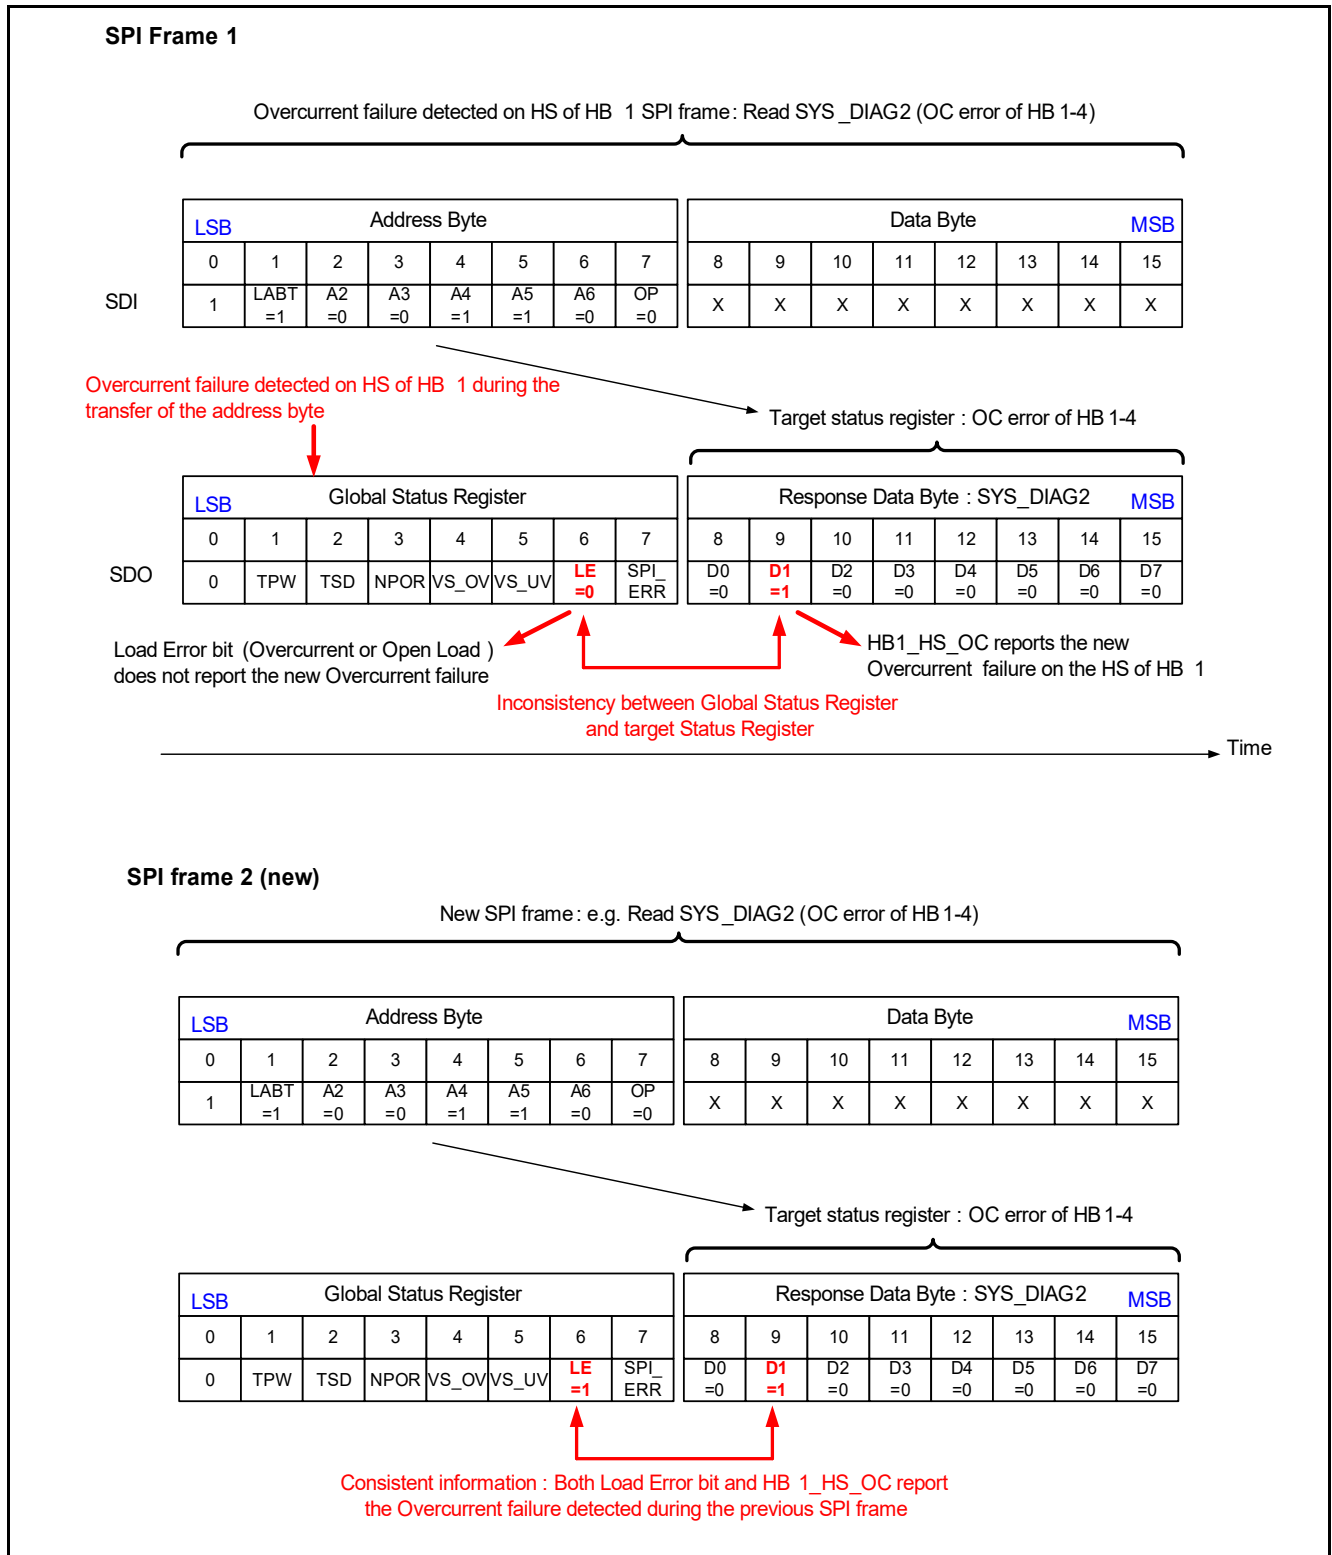 SPI Frame 1
Overcurrent failure detected on HS of HB 1 SPI frame: Read SYS_DIAG2 (OC error of HB 1-4)
LSB Address Byte Data Byte MSB
0 1 2 3 4 5 6 7 8 9 10 11 12 13 14 15
SDI
1 LABT =1 A2 =0 A3 =0 A4 =1 A5 =1 A6 =0 OP =0 X X X X X X X X
Overcurrent failure detected on HS of HB 1 during the
transfer of the address byte
Target status register : OC error of HB 1-4
LSB Global Status Register Response Data Byte : SYS_DIAG2 MSB
0 1 2 3 4 5 6 7 8 9 10 11 12 13 14 15
SDO
0 TPW TSD NPOR VS_OV VS_UV LE =0 SPI_ ERR D0 =0 D1 =1 D2 =0 D3 =0 D4 =0 D5 =0 D6 =0 D7 =0
Load Error bit (Overcurrent or Open Load )
does not report the new Overcurrent failure
HB1_HS_OC reports the new
Overcurrent failure on the HS of HB 1
Inconsistency between Global Status Register
and target Status Register
Time
SPI frame 2 (new)
New SPI frame : e.g. Read SYS_DIAG2 (OC error of HB 1-4)
LSB Address Byte Data Byte MSB
0 1 2 3 4 5 6 7 8 9 10 11 12 13 14 15
1 LABT =1 A2 =0 A3 =0 A4 =1 A5 =1 A6 =0 OP =0 X X X X X X X X
Target status register : OC error of HB 1-4
LSB Global Status Register Response Data Byte : SYS_DIAG2 MSB
0 1 2 3 4 5 6 7 8 9 10 11 12 13 14 15
0 TPW TSD NPOR VS_OV VS_UV LE =1 SPI_ ERR D0 =0 D1 =1 D2 =0 D3 =0 D4 =0 D5 =0 D6 =0 D7 =0
Consistent information : Both Load Error bit and HB 1_HS_OC report
the Overcurrent failure detected during the previous SPI frame